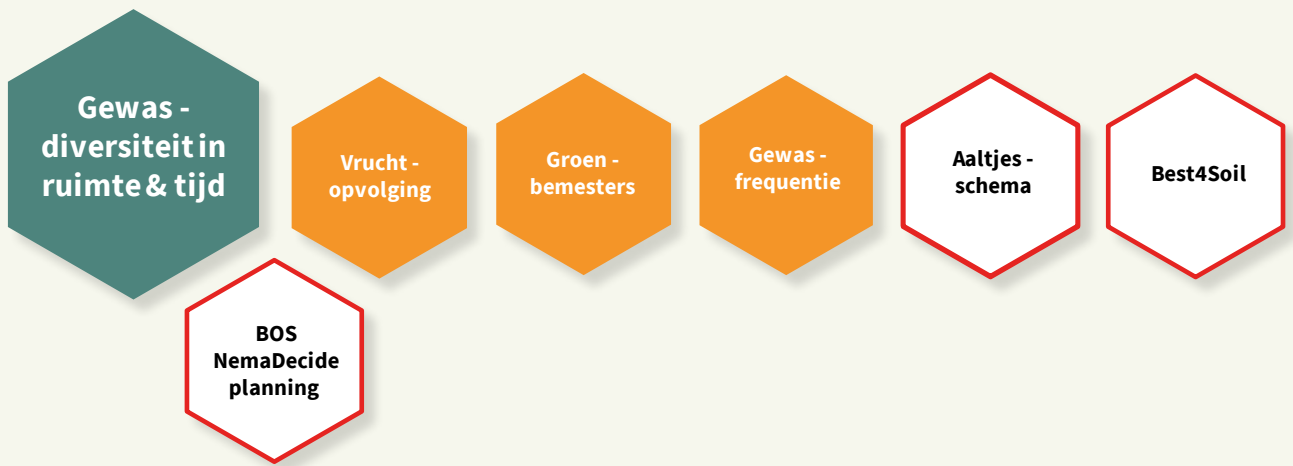 Gewas -
diversiteit in
ruimte & tijd
Vrucht -
opvolging
Groen -
bemesters
Gewas -
frequentie
Aaltjes -
schema
Best4Soil
BOS
NemaDecide
planning